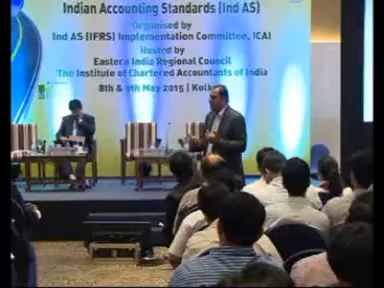 Indian Accounting Standards (Ind AS)
Organised by
Ind AS (IFRS) Implementation Committee, ICAI
Hosted by
Eastern India Regional Council
The Institute of Chartered Accountants of India
8th & 9th May 2015 | Kolk